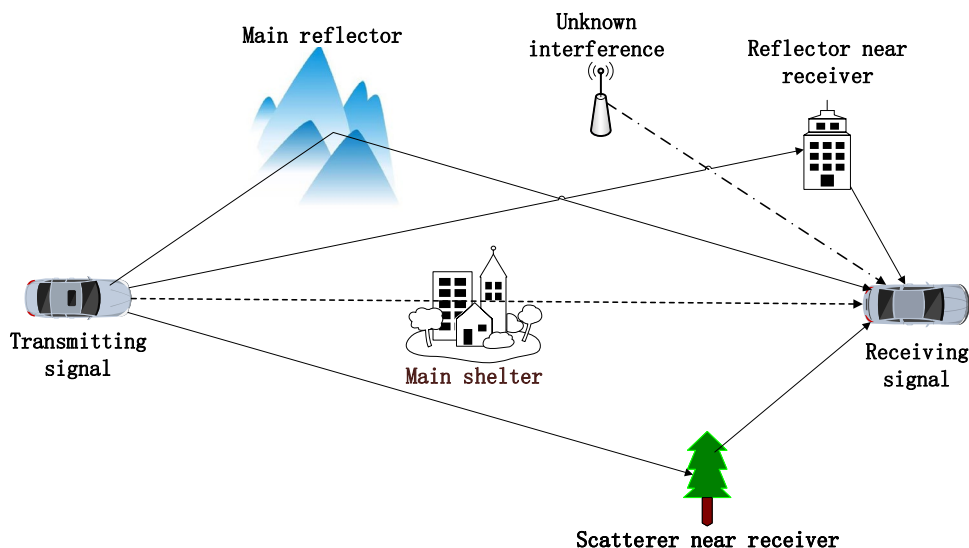 Main reflector
Unknown
interference
Reflector near
receiver
Transmitting
signal
Main shelter
Receiving
signal
Scatterer near receiver